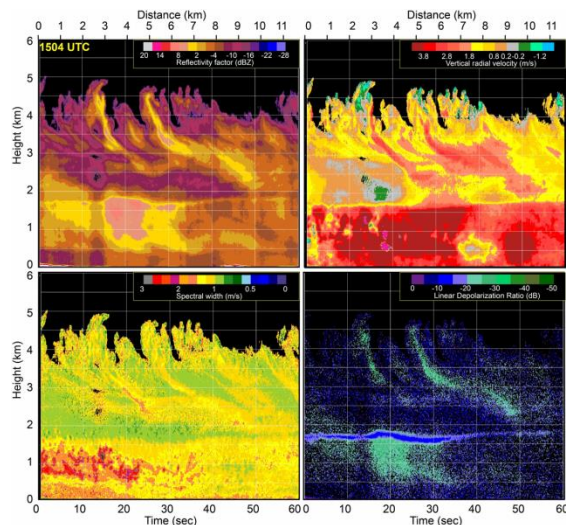 Distance (km)
Distance (km)
0 1 2 3 4 5 6 7 8 9 10 11
0 1 2 3 4 5 6 7 8 9 10 11
1504 UTC
20 14 8 2 -4 -10 -16 -22 -28
Reflectivity factor (dBZ)
3.8 2.8 1.8 0.8 0.2-0.2 -1.2
Vertical radial velocity (m/s)
Height (km)
6
5
4
3
2
1
0
3 2 1 0.5 0
Spectral width (m/s)
0 -10 -20 -30 -40 -50
Linear Depolarization Ratio (dB)
Height (km)
6
5
4
3
2
1
0
0 10 20 30 40 50 60
0 10 20 30 40 50 60
Time (sec)
Time (sec)